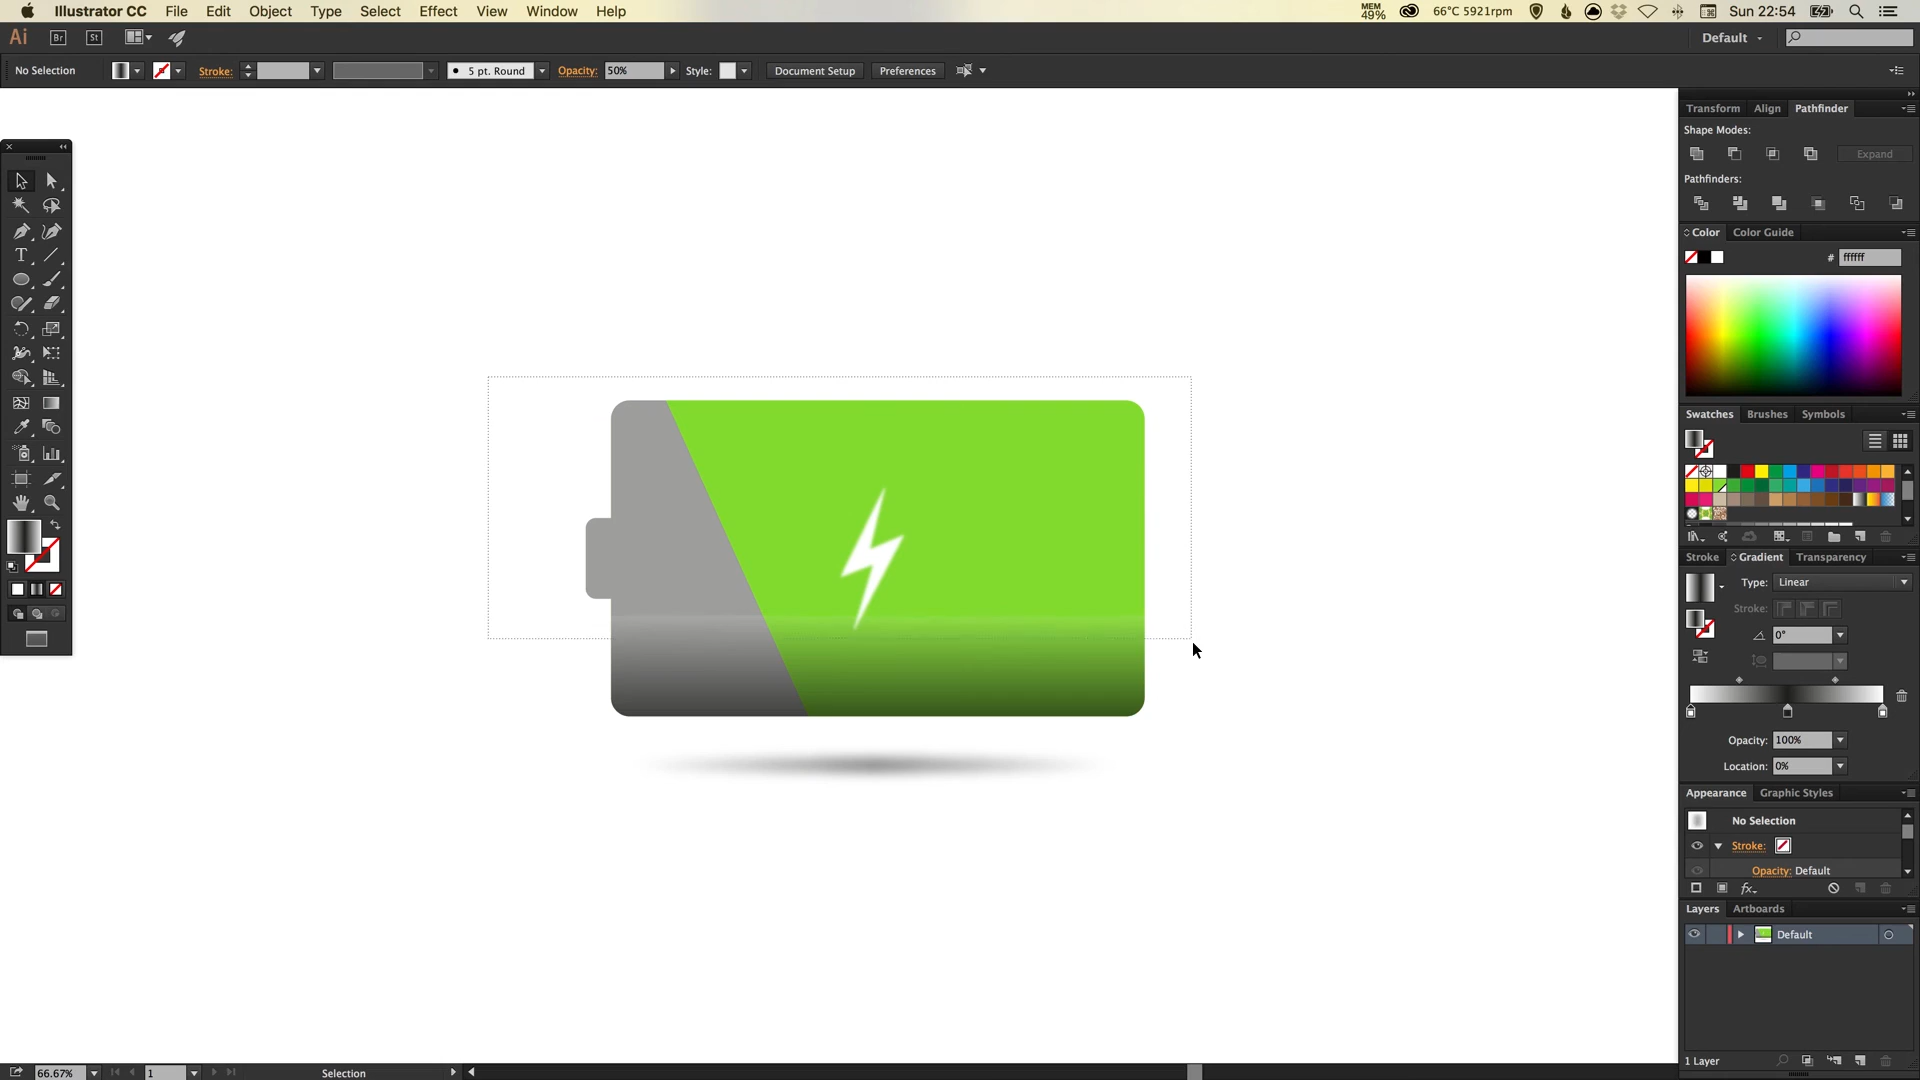 Illustrator CC File Edit Object Type Select Effect View Window Help MEM 49% 66°C 5921rpm Sun 22:54
Ai Br St Default
No Selection Stroke: 5 pt. Round Opacity: 50% Style: Document Setup Preferences
Transform Align Pathfinder
Shape Modes:
Expand
Pathfinders:
Color Color Guide
# ffffff
Swatches Brushes Symbols
Stroke Gradient Transparency
Type: Linear
Stroke:
0°
Opacity: 100%
Location: 0%
Appearance Graphic Styles
No Selection
Stroke:
Opacity: Default
fx
Layers Artboards
Default
1 Layer
66.67% 1 Selection